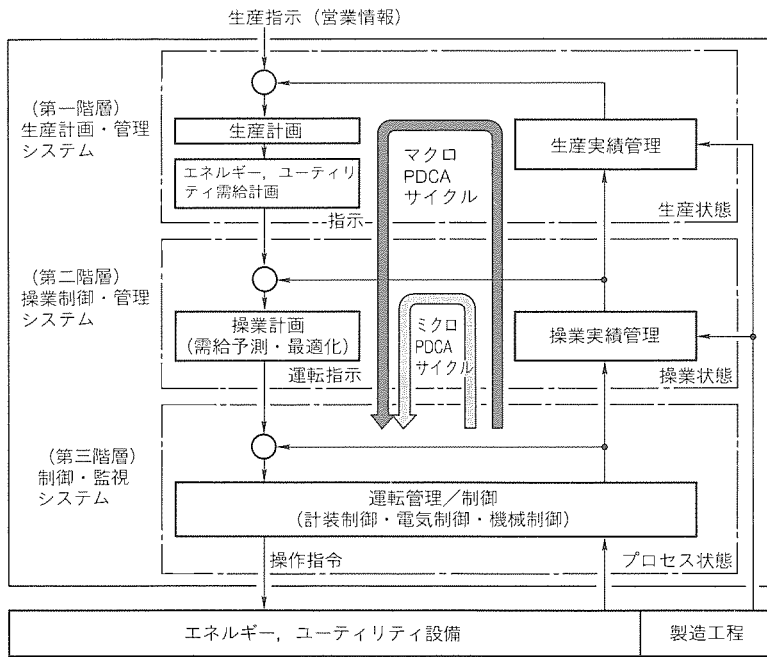 生産指示（営業情報）
（第一階層）
生産計画・管理
システム
生産計画
エネルギー，ユーティリ
ティ需給計画
指示
マクロ
PDCA
サイクル
生産実績管理
生産状態
（第二階層）
操業制御・管理
システム
操業計画
(需給予測・最適化)
運転指示
ミクロ
PDCA
サイクル
操業実績管理
操業状態
（第三階層）
制御・監視
システム
運転管理／制御
(計装制御・電気制御・機械制御)
操作指令
プロセス状態
エネルギー，ユーティリティ設備
製造工程